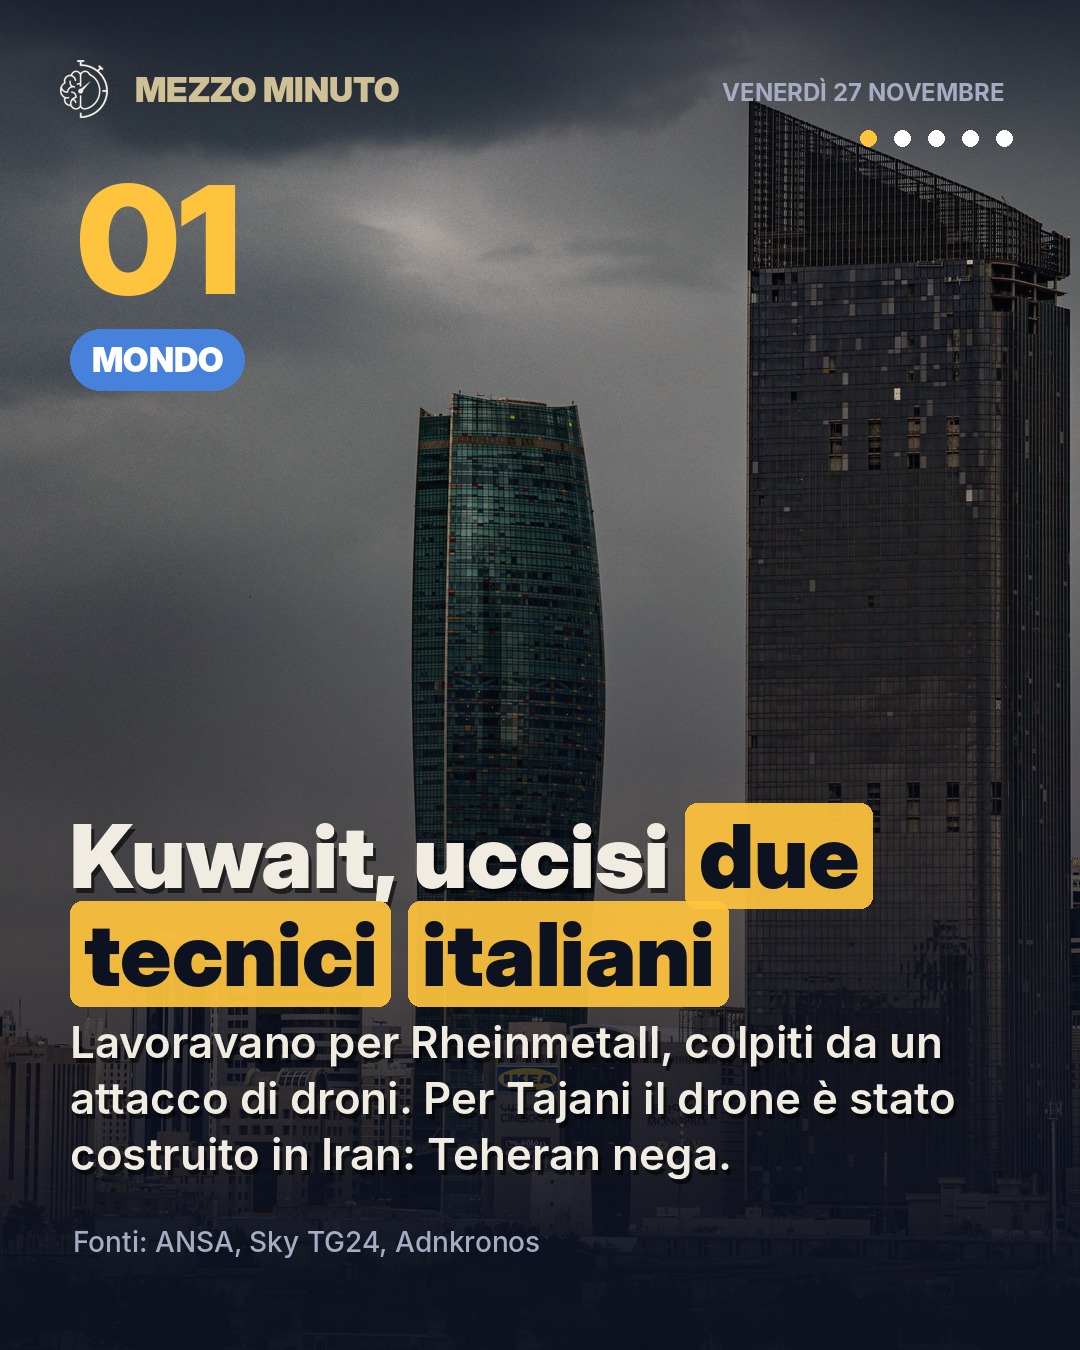 MEZZO MINUTO
VENERDÌ 27 NOVEMBRE
01
MONDO
Kuwait, uccisi due
tecnici italiani
Lavoravano per Rheinmetall, colpiti da un
attacco di droni. Per Tajani il drone è stato
costruito in Iran: Teheran nega.
IKEA
Fonti: ANSA, Sky TG24, Adnkronos